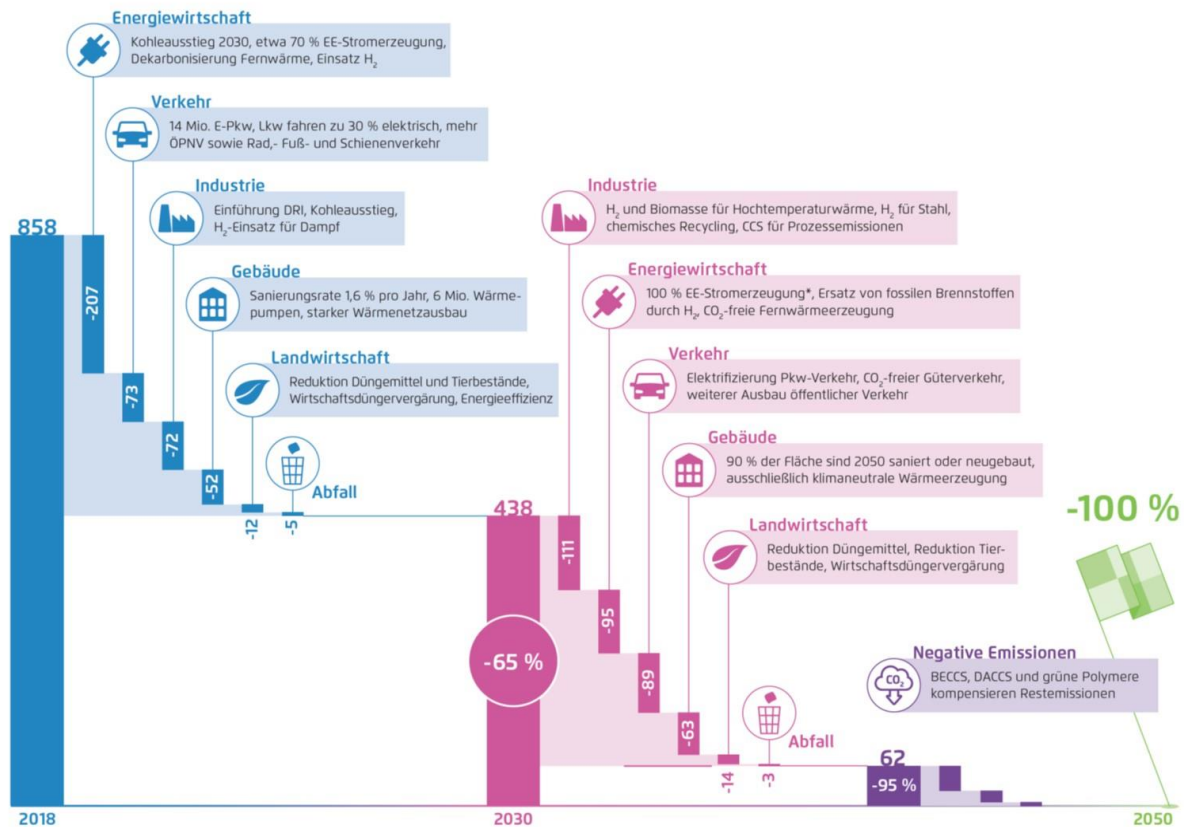 Energiewirtschaft
Kohleausstieg 2030, etwa 70 % EE-Stromerzeugung,
Dekarbonisierung Fernwärme, Einsatz H₂
Verkehr
14 Mio. E-Pkw, Lkw fahren zu 30 % elektrisch, mehr
ÖPNV sowie Rad,- Fuß- und Schienenverkehr
Industrie
Einführung DRI, Kohleausstieg,
H₂-Einsatz für Dampf
Gebäude
Sanierungsrate 1,6 % pro Jahr, 6 Mio. Wärme-
pumpen, starker Wärmenetzausbau
Landwirtschaft
Reduktion Düngemittel und Tierbestände,
Wirtschaftsdüngervergärung, Energieeffizienz
Abfall
858
-207
-73
-72
-52
-12
-5
Industrie
H₂ und Biomasse für Hochtemperaturwärme, H₂ für Stahl,
chemisches Recycling, CCS für Prozessemissionen
Energiewirtschaft
100 % EE-Stromerzeugung*, Ersatz von fossilen Brennstoffen
durch H₂, CO₂-freie Fernwärmeerzeugung
Verkehr
Elektrifizierung Pkw-Verkehr, CO₂-freier Güterverkehr,
weiterer Ausbau öffentlicher Verkehr
Gebäude
90 % der Fläche sind 2050 saniert oder neugebaut,
ausschließlich klimaneutrale Wärmeerzeugung
Landwirtschaft
Reduktion Düngemittel, Reduktion Tier-
bestände, Wirtschaftsdüngervergärung
Abfall
438
-65 %
-111
-95
-89
-63
-14
-3
-100 %
Negative Emissionen
CO₂
BECCS, DACCS und grüne Polymere
kompensieren Restemissionen
62
-95 %
2018
2030
2050